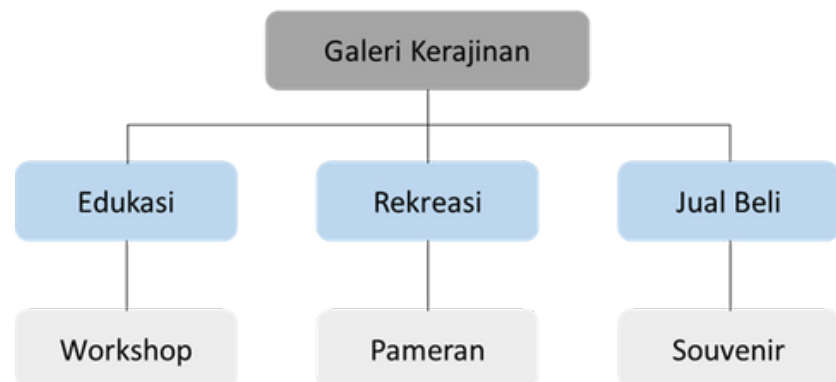 Galeri Kerajinan
Edukasi
Rekreasi
Jual Beli
Workshop
Pameran
Souvenir